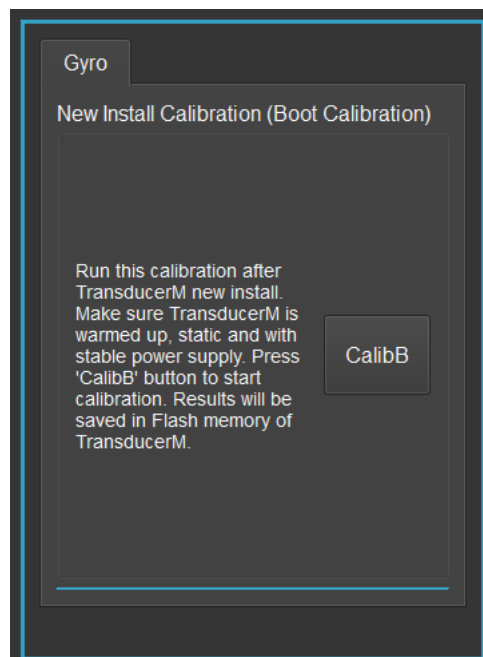 Gyro
New Install Calibration (Boot Calibration)
Run this calibration after
TransducerM new install.
Make sure TransducerM is
warmed up, static and with
stable power supply. Press
'CalibB' button to start
calibration. Results will be
saved in Flash memory of
TransducerM.
CalibB